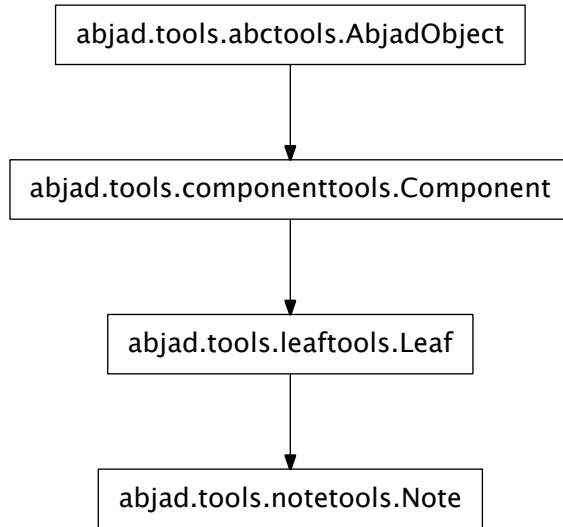 abjad.tools.abctools.AbjadObject
abjad.tools.componenttools.Component
abjad.tools.leaftools.Leaf
abjad.tools.notetools.Note